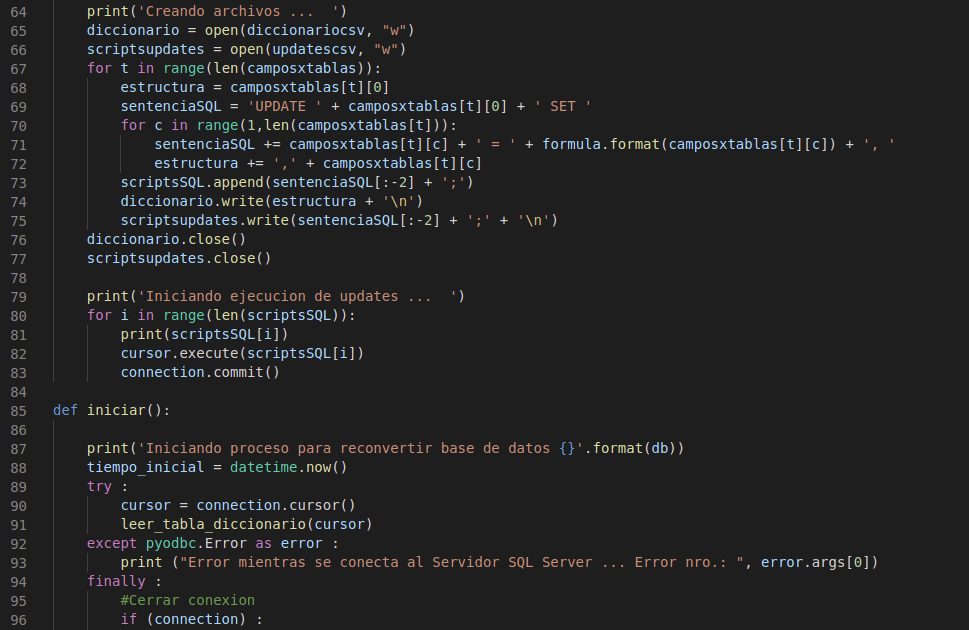 64 print('Creando archivos ...  ')
65 diccionario = open(diccionariocsv, "w")
66 scriptsupdates = open(updatescsv, "w")
67 for t in range(len(camposxtablas)):
68 estructura = camposxtablas[t][0]
69 sentenciaSQL = 'UPDATE ' + camposxtablas[t][0] + ' SET '
70 for c in range(1,len(camposxtablas[t])):
71 sentenciaSQL += camposxtablas[t][c] + ' = ' + formula.format(camposxtablas[t][c]) + ', '
72 estructura += ',' + camposxtablas[t][c]
73 scriptsSQL.append(sentenciaSQL[:-2] + ';')
74 diccionario.write(estructura + '\n')
75 scriptsupdates.write(sentenciaSQL[:-2] + ';' + '\n')
76 diccionario.close()
77 scriptsupdates.close()
78
79 print('Iniciando ejecucion de updates ...  ')
80 for i in range(len(scriptsSQL)):
81 print(scriptsSQL[i])
82 cursor.execute(scriptsSQL[i])
83 connection.commit()
84
85 def iniciar():
86
87 print('Iniciando proceso para reconvertir base de datos {}'.format(db))
88 tiempo_inicial = datetime.now()
89 try :
90 cursor = connection.cursor()
91 leer_tabla_diccionario(cursor)
92 except pyodbc.Error as error :
93 print ("Error mientras se conecta al Servidor SQL Server ... Error nro.: ", error.args[0])
94 finally :
95 #Cerrar conexion
96 if (connection) :